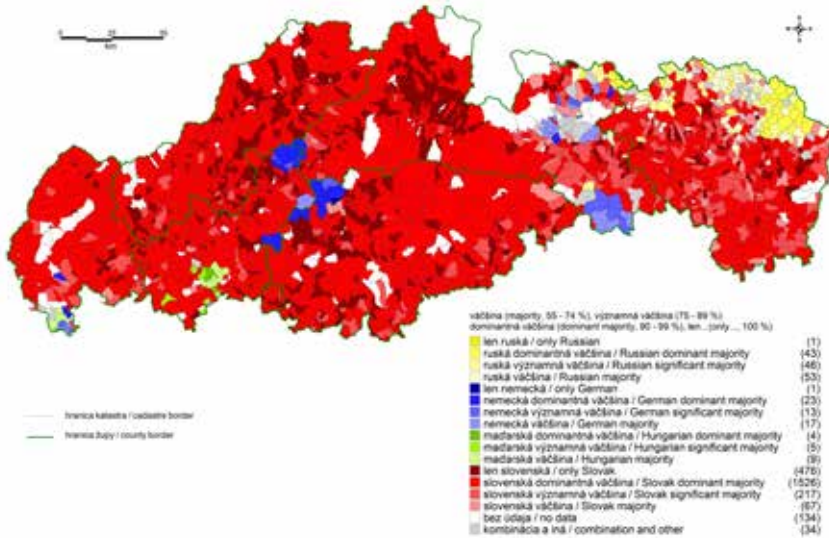 0
km
väčšina (majority, 55 - 74 %), významná väčšina (75 - 89 %)
dominantná väčšina (dominant majority, 90 - 99 %), len...(only..., 100 %)
len ruská / only Russian (1)
ruská dominantná väčšina / Russian dominant majority (43)
ruská významná väčšina / Russian significant majority (46)
ruská väčšina / Russian majority (53)
len nemecká / only German (1)
nemecká dominantná väčšina / German dominant majority (23)
nemecká významná väčšina / German significant majority (13)
nemecká väčšina / German majority (17)
maďarská dominantná väčšina / Hungarian dominant majority (4)
maďarská významná väčšina / Hungarian significant majority (5)
maďarská väčšina / Hungarian majority (9)
len slovenská / only Slovak (476)
slovenská dominantná väčšina / Slovak dominant majority (1526)
slovenská významná väčšina / Slovak significant majority (217)
slovenská väčšina / Slovak majority (67)
bez údaja / no data (134)
kombinácia a iná / combination and other (34)
hranica katastra / cadastre border
hranica župy / county border